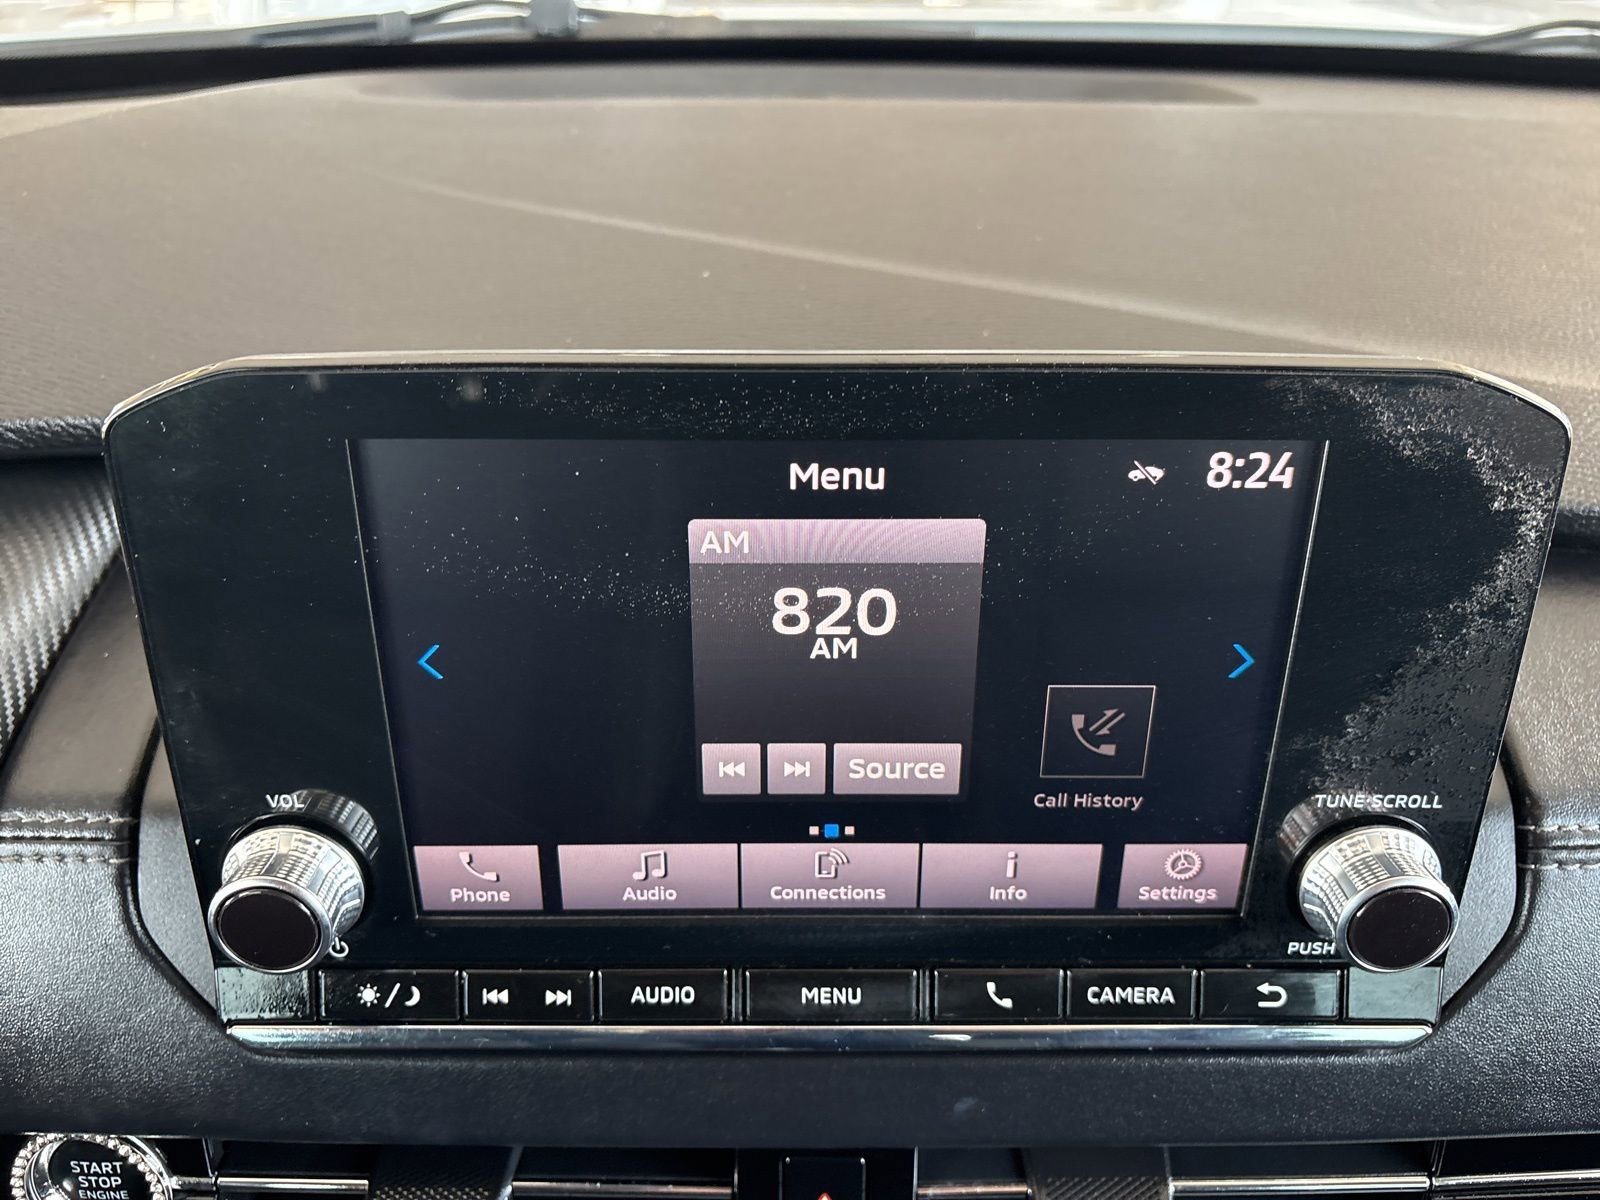 Menu
8:24
AM
820
AM
Source
Call History
VOL
TUNE SCROLL
Phone
Audio
Connections
Info
Settings
PUSH
AUDIO
MENU
CAMERA
START
STOP
ENGINE